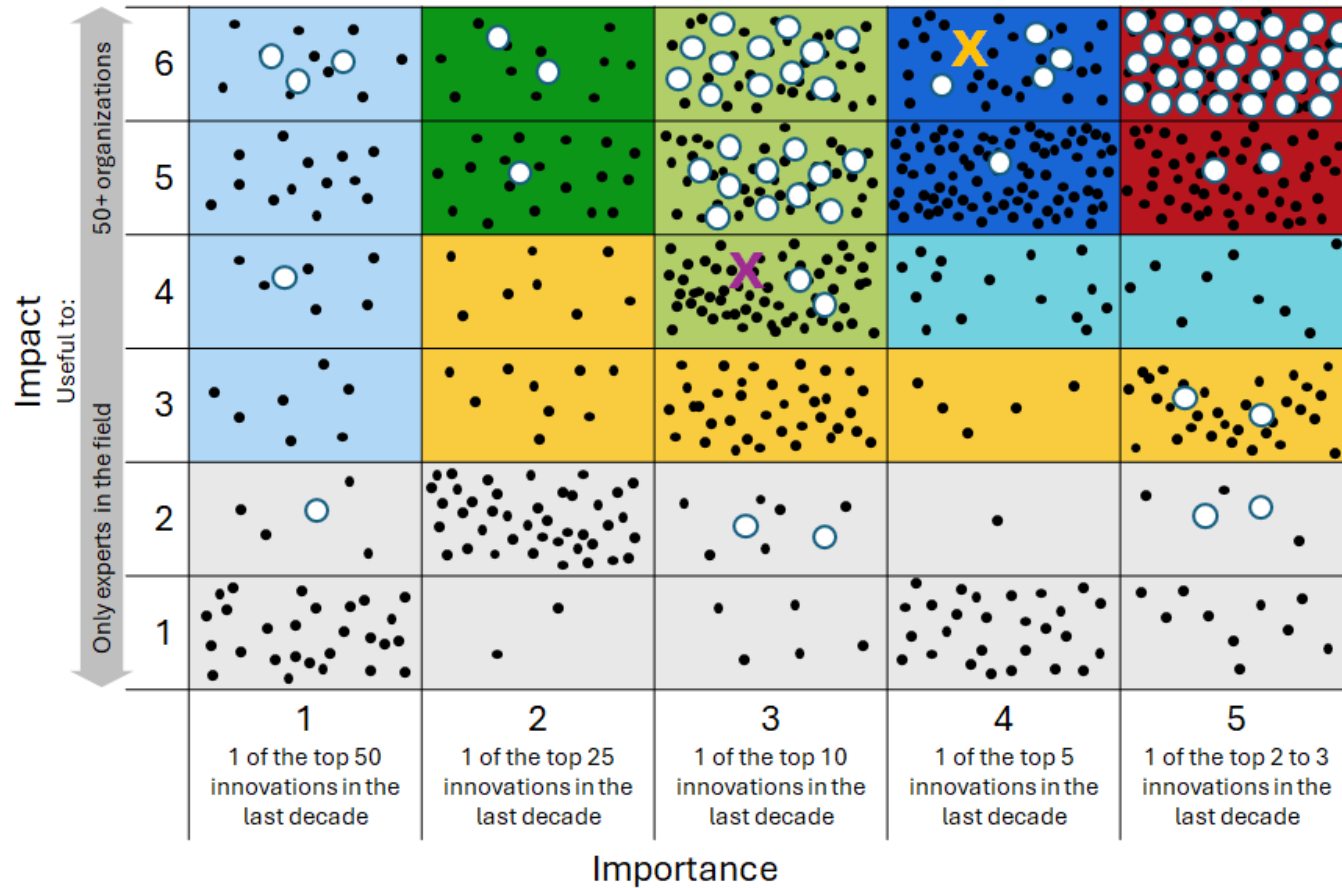 Impact
Useful to:
50+ organizations
Only experts in the field
6
5
4
3
2
1
X
X
1
1 of the top 50
innovations in the
last decade
2
1 of the top 25
innovations in the
last decade
3
1 of the top 10
innovations in the
last decade
4
1 of the top 5
innovations in the
last decade
5
1 of the top 2 to 3
innovations in the
last decade
Importance